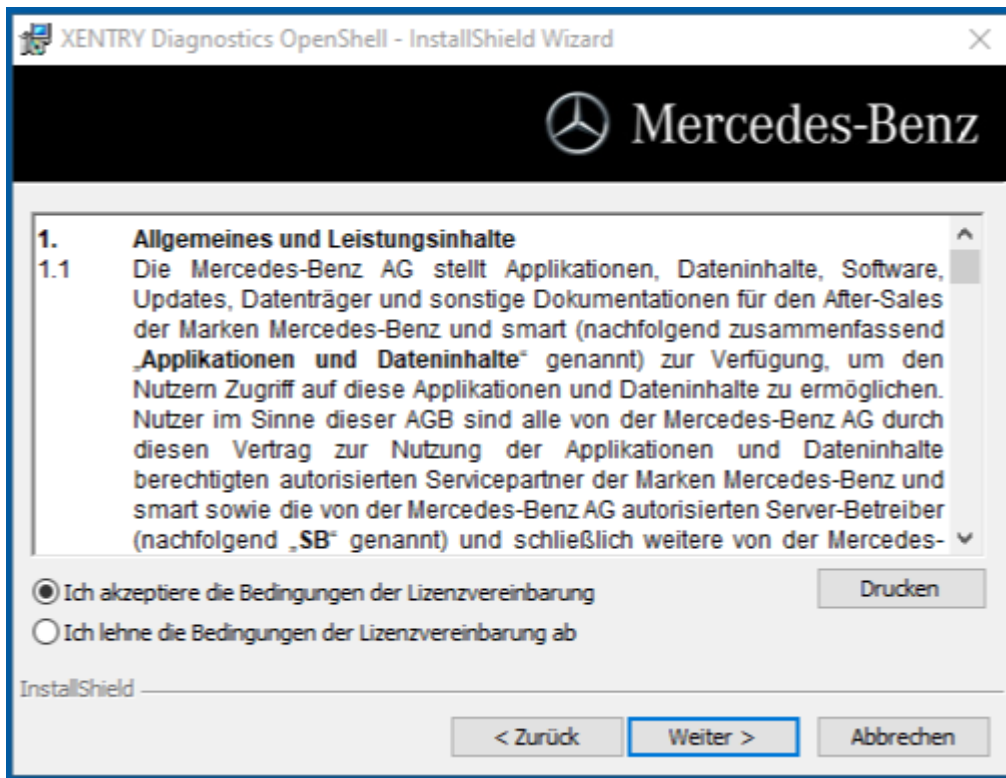 XENTRY Diagnostics OpenShell - InstallShield Wizard
Mercedes-Benz
1. Allgemeines und Leistungsinhalte
1.1 Die Mercedes-Benz AG stellt Applikationen, Dateninhalte, Software,
Updates, Datenträger und sonstige Dokumentationen für den After-Sales
der Marken Mercedes-Benz und smart (nachfolgend zusammenfassend
„Applikationen und Dateninhalte“ genannt) zur Verfügung, um den
Nutzern Zugriff auf diese Applikationen und Dateninhalte zu ermöglichen.
Nutzer im Sinne dieser AGB sind alle von der Mercedes-Benz AG durch
diesen Vertrag zur Nutzung der Applikationen und Dateninhalte
berechtigten autorisierten Servicepartner der Marken Mercedes-Benz und
smart sowie die von der Mercedes-Benz AG autorisierten Server-Betreiber
(nachfolgend „SB“ genannt) und schließlich weitere von der Mercedes-
Ich akzeptiere die Bedingungen der Lizenzvereinbarung
Drucken
Ich lehne die Bedingungen der Lizenzvereinbarung ab
InstallShield
< Zurück
Weiter >
Abbrechen